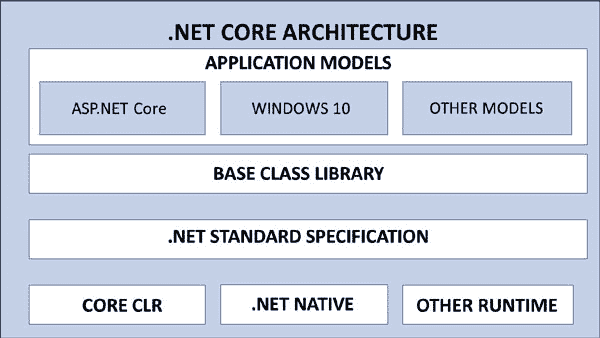 .NET CORE ARCHITECTURE
APPLICATION MODELS
ASP.NET Core
WINDOWS 10
OTHER MODELS
BASE CLASS LIBRARY
.NET STANDARD SPECIFICATION
CORE CLR
.NET NATIVE
OTHER RUNTIME